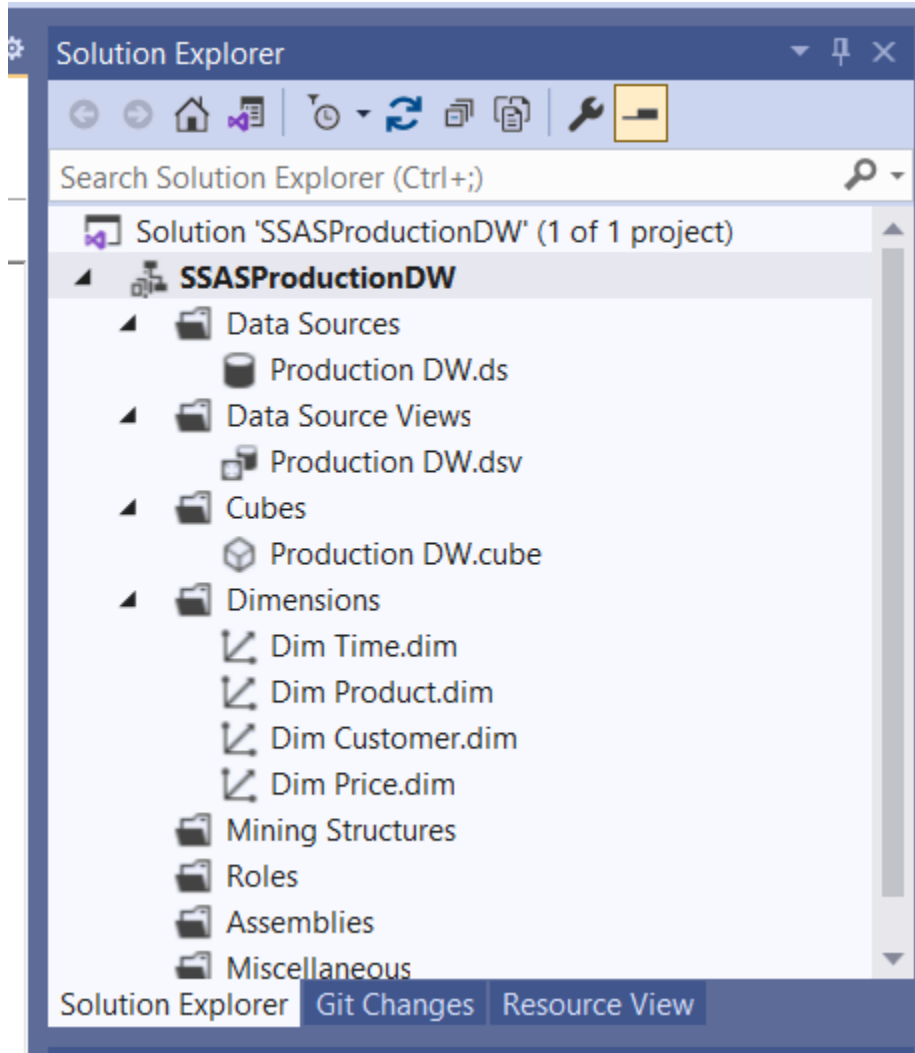 Solution Explorer
Search Solution Explorer (Ctrl+;)
Solution 'SSASProductionDW' (1 of 1 project)
SSASProductionDW
Data Sources
Production DW.ds
Data Source Views
Production DW.dsv
Cubes
Production DW.cube
Dimensions
Dim Time.dim
Dim Product.dim
Dim Customer.dim
Dim Price.dim
Mining Structures
Roles
Assemblies
Miscellaneous
Solution Explorer Git Changes Resource View